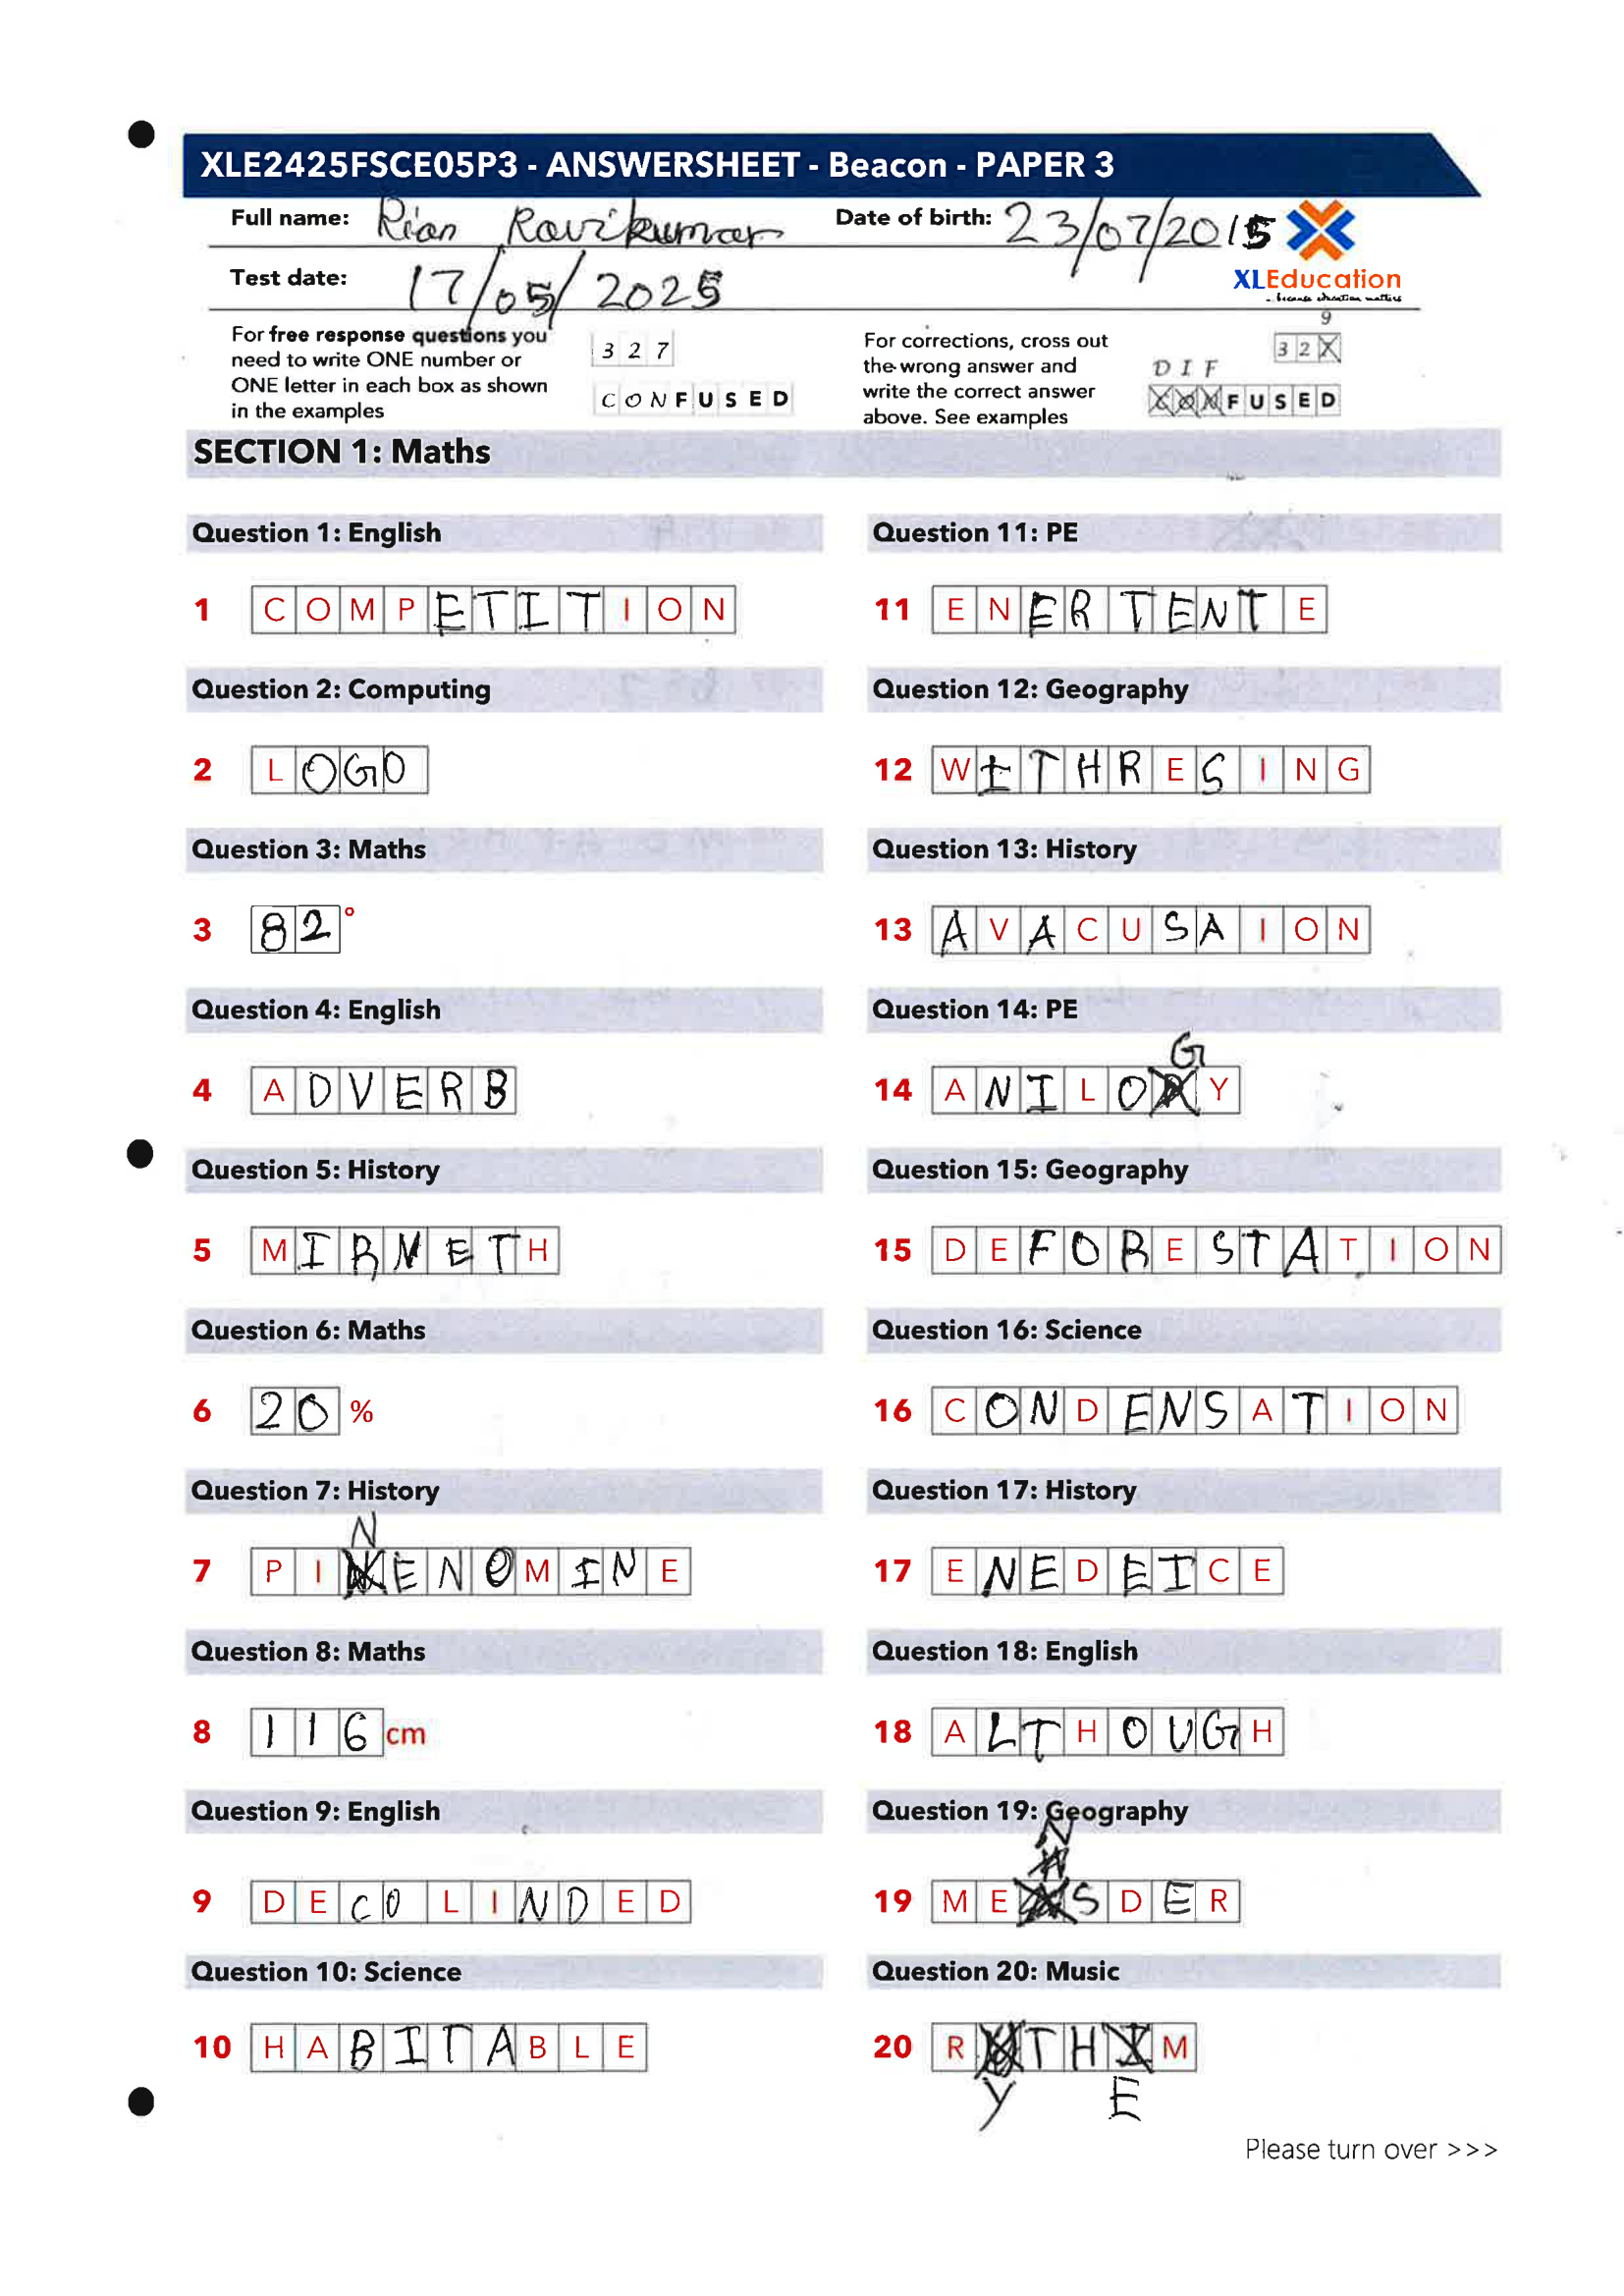 XLE2425FSCE05P3 - ANSWERSHEET - Beacon - PAPER 3
Full name: Rian Ravikumar
Date of birth: 23/07/2015
Test date: 17/05/2025
XLEducation
...because education matters
For free response questions you
need to write ONE number or
ONE letter in each box as shown
in the examples
3 2 7
C O N F U S E D
For corrections, cross out
the wrong answer and
write the correct answer
above. See examples
9
3 2 X
D I F
C O N F U S E D
SECTION 1: Maths
Question 1: English
1 C O M P E T I T I O N
Question 2: Computing
2 L O G O
Question 3: Maths
3 8 2 °
Question 4: English
4 A D V E R B
Question 5: History
5 M I R N E T H
Question 6: Maths
6 2 0 %
Question 7: History
N
7 P I E N O M I N E
Question 8: Maths
8 1 1 6 cm
Question 9: English
9 D E C O L I N D E D
Question 10: Science
10 H A B I T A B L E
Question 11: PE
11 E N E R T E N T E
Question 12: Geography
12 W I T H R E S I N G
Question 13: History
13 A V A C U S A I O N
Question 14: PE
G
14 A N I L O Y
Question 15: Geography
15 D E F O R E S T A T I O N
Question 16: Science
16 C O N D E N S A T I O N
Question 17: History
17 E N E D E I C E
Question 18: English
18 A L T H O U G H
Question 19: Geography
N
19 M E S D E R
Question 20: Music
20 R T H I M
Y E
Please turn over >>>